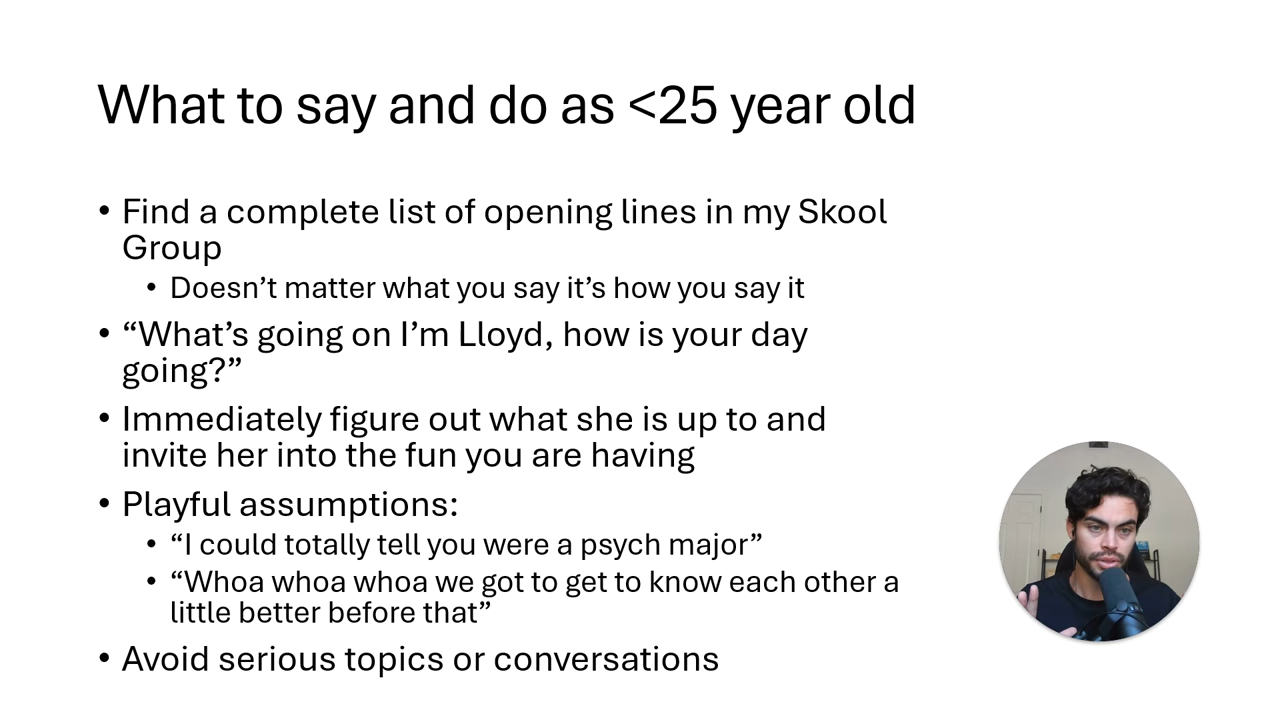 What to say and do as <25 year old
• Find a complete list of opening lines in my Skool
Group
• Doesn’t matter what you say it’s how you say it
• “What’s going on I’m Lloyd, how is your day
going?”
• Immediately figure out what she is up to and
invite her into the fun you are having
• Playful assumptions:
• “I could totally tell you were a psych major”
• “Whoa whoa whoa we got to get to know each other a
little better before that”
• Avoid serious topics or conversations